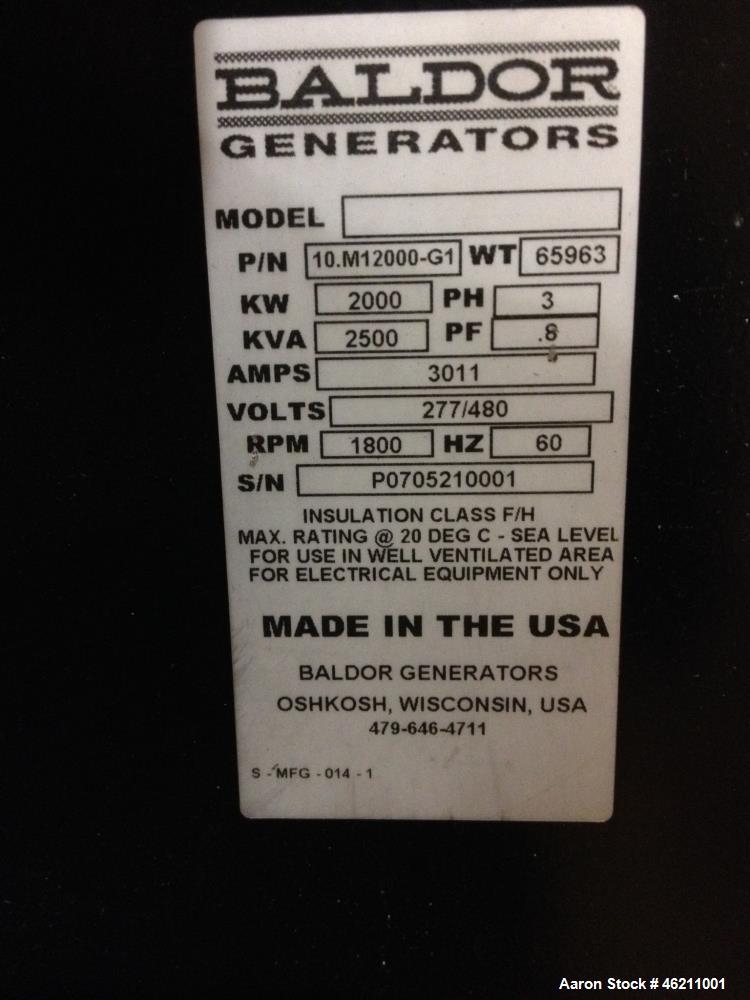 BALDOR
GENERATORS
MODEL
P/N 10.M12000-G1 WT 65963
KW 2000 PH 3
KVA 2500 PF .8
AMPS 3011
VOLTS 277/480
RPM 1800 HZ 60
S/N P0705210001
INSULATION CLASS F/H
MAX. RATING @ 20 DEG C - SEA LEVEL
FOR USE IN WELL VENTILATED AREA
FOR ELECTRICAL EQUIPMENT ONLY
MADE IN THE USA
BALDOR GENERATORS
OSHKOSH, WISCONSIN, USA
479-646-4711
S - MFG - 014 - 1
Aaron Stock # 46211001